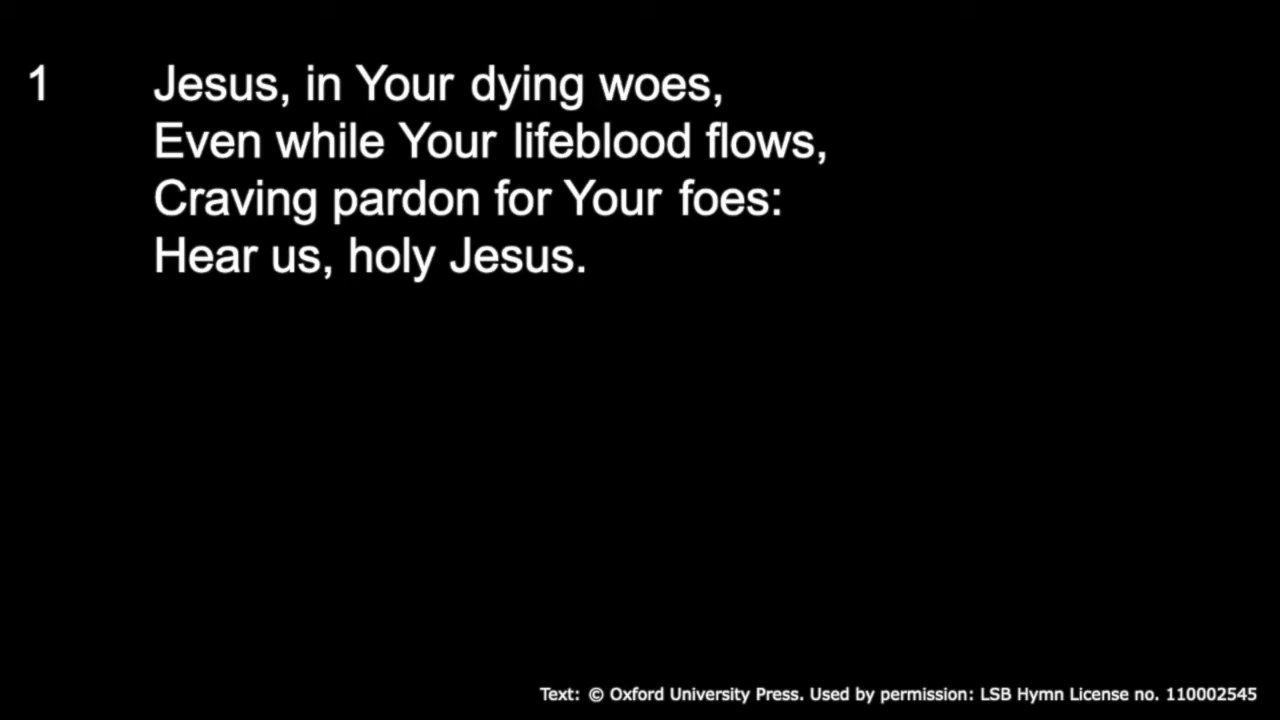 1 Jesus, in Your dying woes,
Even while Your lifeblood flows,
Craving pardon for Your foes:
Hear us, holy Jesus.
Text: © Oxford University Press. Used by permission: LSB Hymn License no. 110002545